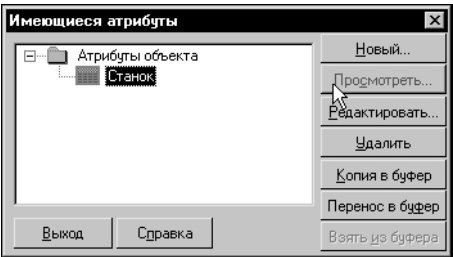 Имеющиеся атрибуты
Атрибуты объекта
Станок
Новый...
Просмотреть...
Редактировать...
Удалить
Копия в буфер
Перенос в буфер
Взять из буфера
Выход
Справка